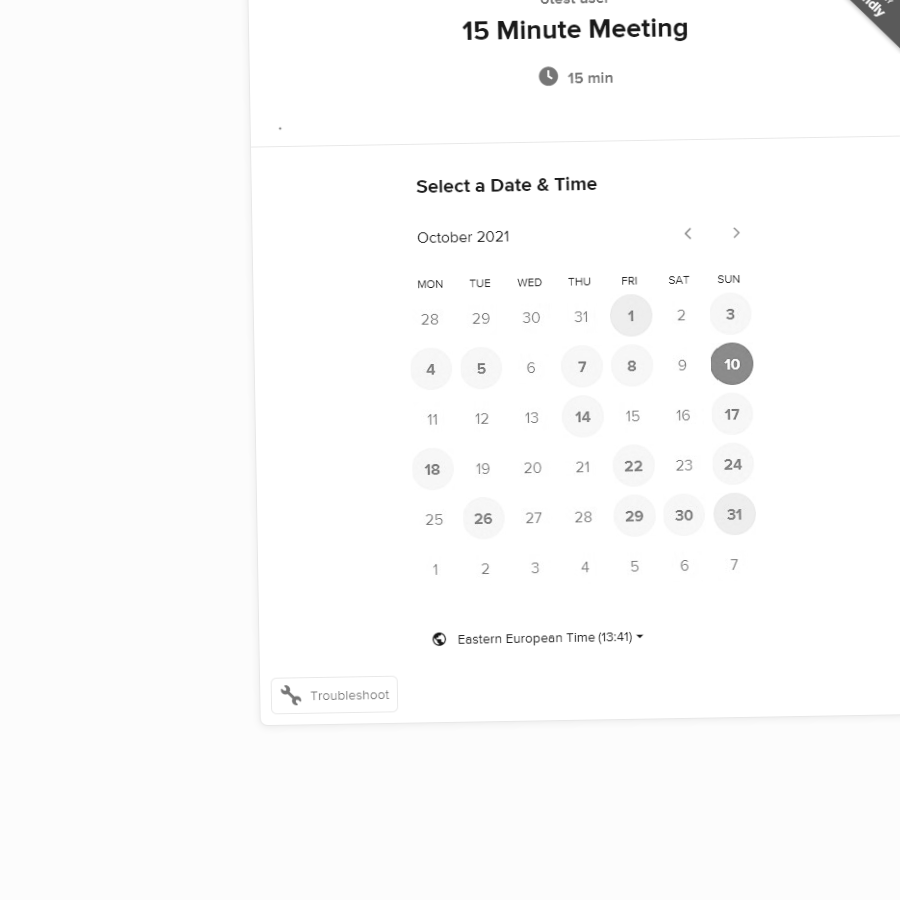 15 Minute Meeting
15 min
.
Select a Date & Time
October 2021
MON TUE WED THU FRI SAT SUN
28 29 30 31 1 2 3
4 5 6 7 8 9 10
11 12 13 14 15 16 17
18 19 20 21 22 23 24
25 26 27 28 29 30 31
1 2 3 4 5 6 7
Eastern European Time (13:41)
Troubleshoot